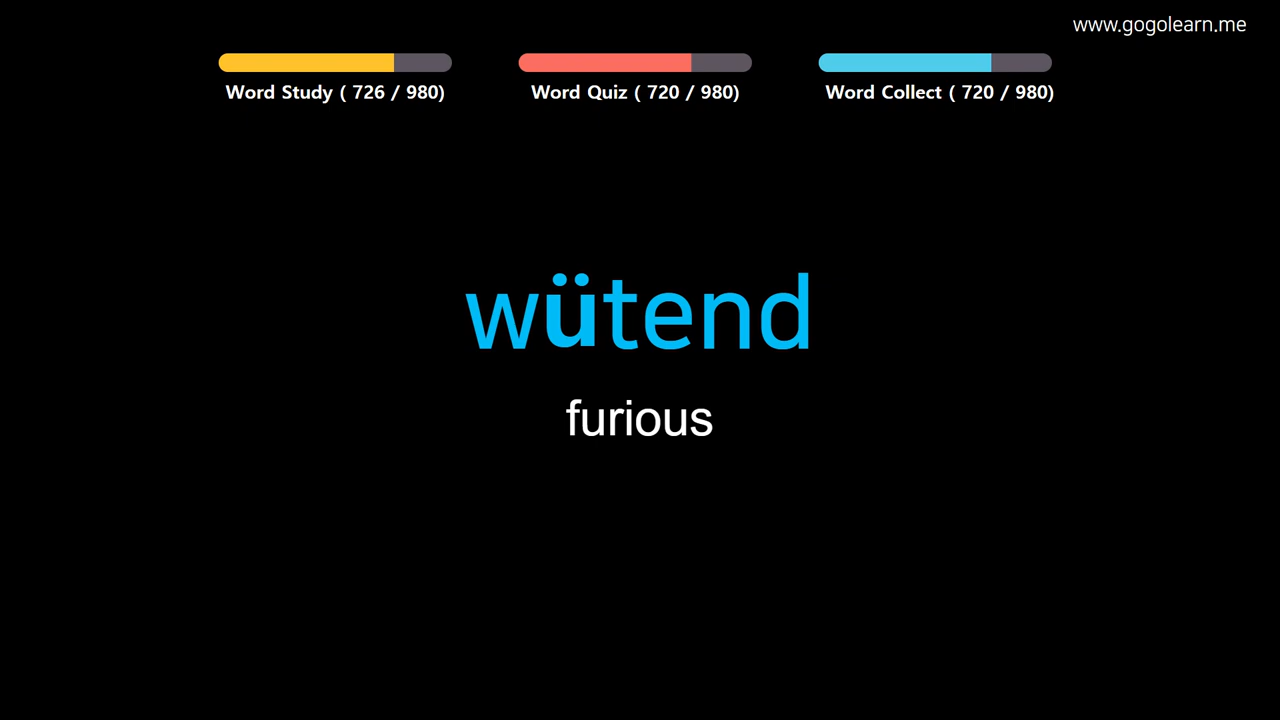 www.gogolearn.me
Word Study ( 726 / 980)
Word Quiz ( 720 / 980)
Word Collect ( 720 / 980)
wütend
furious